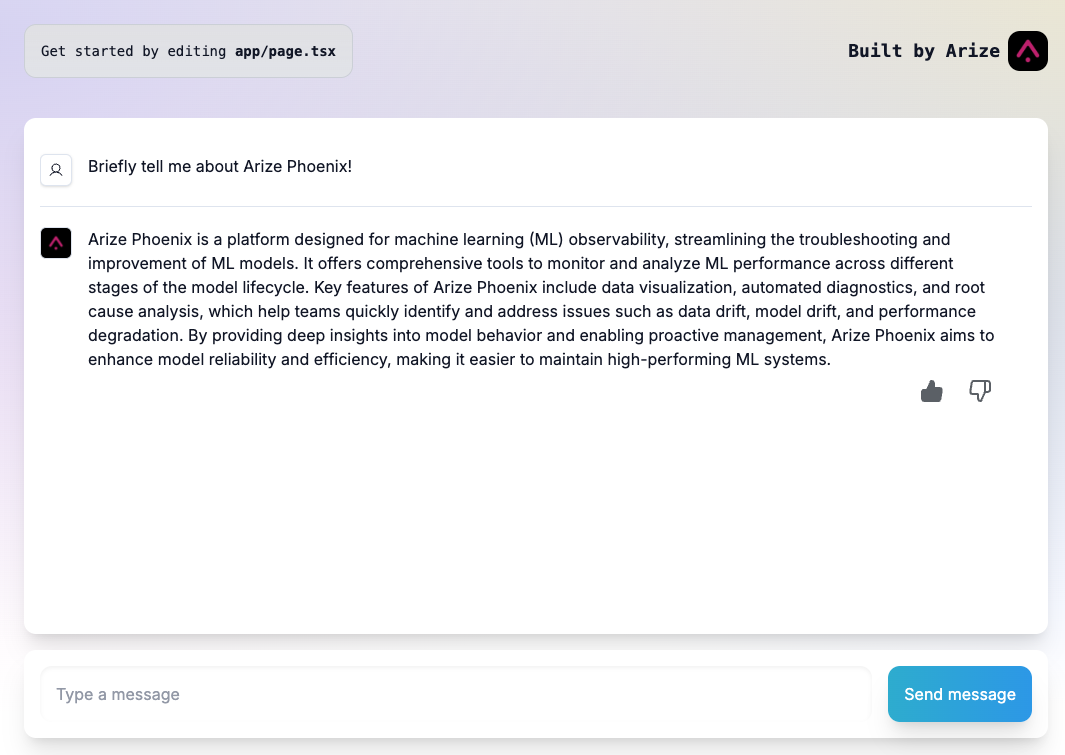 Get started by editing app/page.tsx
Built by Arize
Briefly tell me about Arize Phoenix!
Arize Phoenix is a platform designed for machine learning (ML) observability, streamlining the troubleshooting and
improvement of ML models. It offers comprehensive tools to monitor and analyze ML performance across different
stages of the model lifecycle. Key features of Arize Phoenix include data visualization, automated diagnostics, and root
cause analysis, which help teams quickly identify and address issues such as data drift, model drift, and performance
degradation. By providing deep insights into model behavior and enabling proactive management, Arize Phoenix aims to
enhance model reliability and efficiency, making it easier to maintain high-performing ML systems.
Type a message
Send message